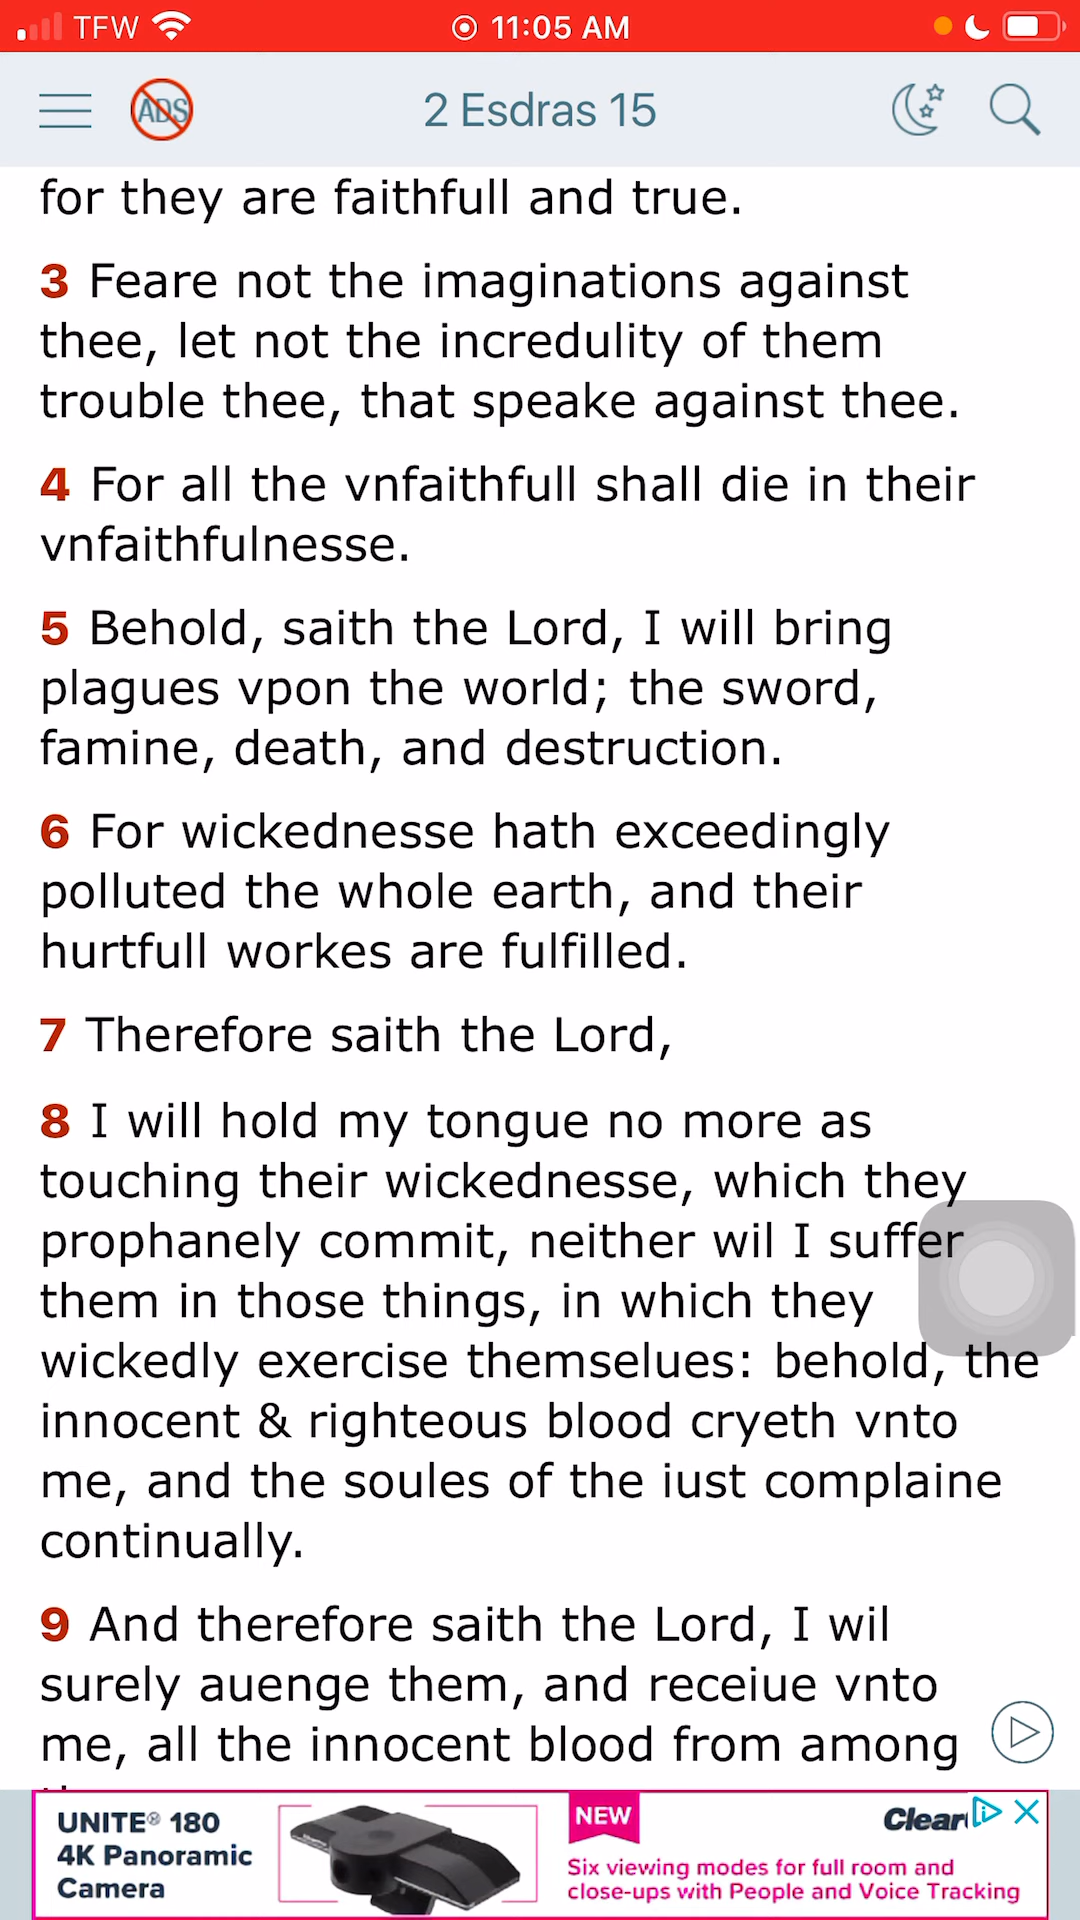 TFW 11:05 AM
ADS 2 Esdras 15
for they are faithfull and true.
3 Feare not the imaginations against
thee, let not the incredulity of them
trouble thee, that speake against thee.
4 For all the vnfaithfull shall die in their
vnfaithfulnesse.
5 Behold, saith the Lord, I will bring
plagues vpon the world; the sword,
famine, death, and destruction.
6 For wickednesse hath exceedingly
polluted the whole earth, and their
hurtfull workes are fulfilled.
7 Therefore saith the Lord,
8 I will hold my tongue no more as
touching their wickednesse, which they
prophanely commit, neither wil I suffer
them in those things, in which they
wickedly exercise themselues: behold, the
innocent & righteous blood cryeth vnto
me, and the soules of the iust complaine
continually.
9 And therefore saith the Lord, I wil
surely auenge them, and receiue vnto
me, all the innocent blood from among
UNITE® 180
4K Panoramic
Camera
NEW
Clear
Six viewing modes for full room and
close-ups with People and Voice Tracking